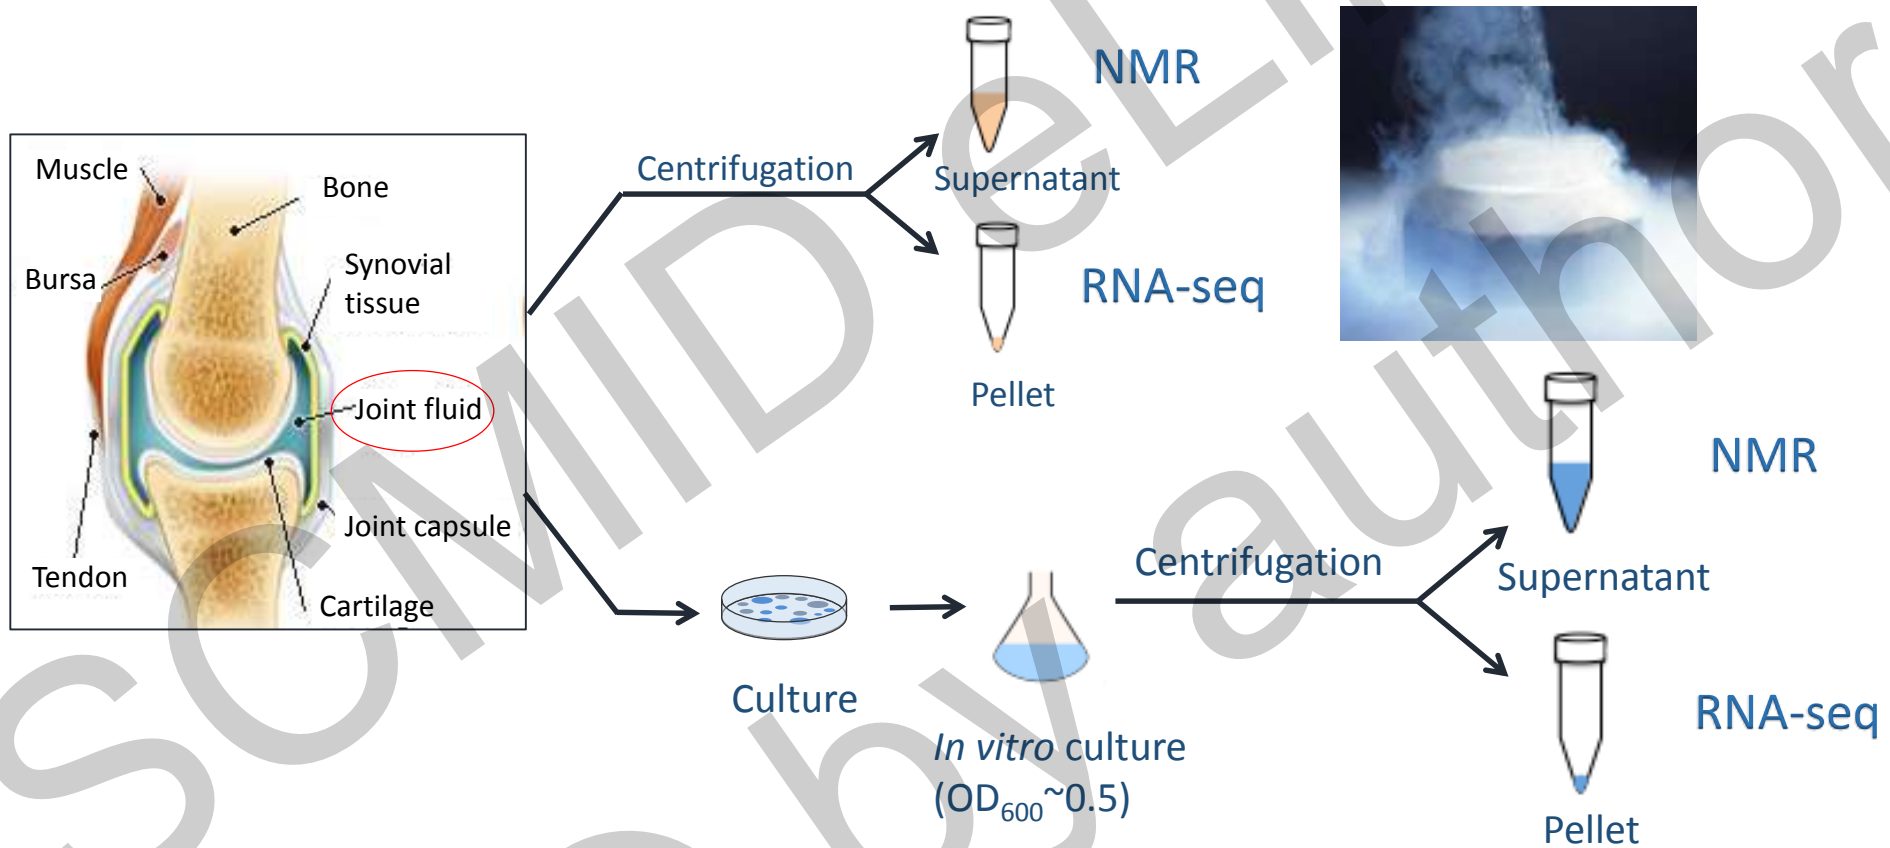 Muscle
Bone
Bursa
Synovial
tissue
Joint fluid
Joint capsule
Tendon
Cartilage
Centrifugation
Supernatant
NMR
Pellet
RNA-seq
Culture
In vitro culture
(OD600~0.5)
Centrifugation
Supernatant
NMR
Pellet
RNA-seq
SCMID eLi
by author